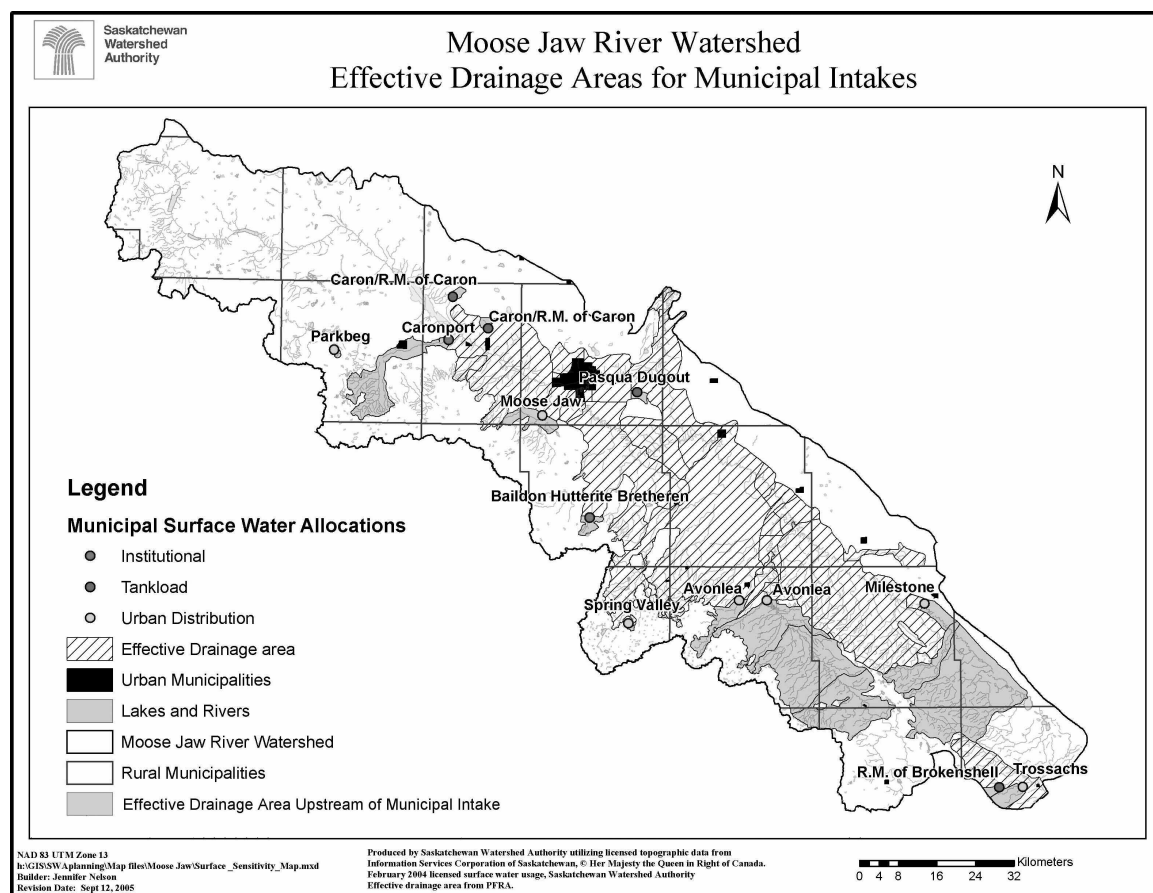 Saskatchewan
Watershed
Authority
Moose Jaw River Watershed
Effective Drainage Areas for Municipal Intakes
N
Caron/R.M. of Caron
Caron/R.M. of Caron
Parkbeg
Caronport
Pasqua Dugout
Moose Jaw
Baildon Hutterite Bretheren
Avonlea
Avonlea
Milestone
Spring Valley
R.M. of Brokenshell
Trossachs
Legend
Municipal Surface Water Allocations
Institutional
Tankload
Urban Distribution
Effective Drainage area
Urban Municipalities
Lakes and Rivers
Moose Jaw River Watershed
Rural Municipalities
Effective Drainage Area Upstream of Municipal Intake
NAD 83 UTM Zone 13
h:\GIS\SWAplanning\Map files\Moose Jaw\Surface _Sensitivity_Map.mxd
Builder: Jennifer Nelson
Revision Date: Sept 12, 2005
Produced by Saskatchewan Watershed Authority utilizing licensed topographic data from
Information Services Corporation of Saskatchewan, © Her Majesty the Queen in Right of Canada.
February 2004 licensed surface water usage, Saskatchewan Watershed Authority
Effective drainage area from PFRA.
Kilometers
0 4 8 16 24 32